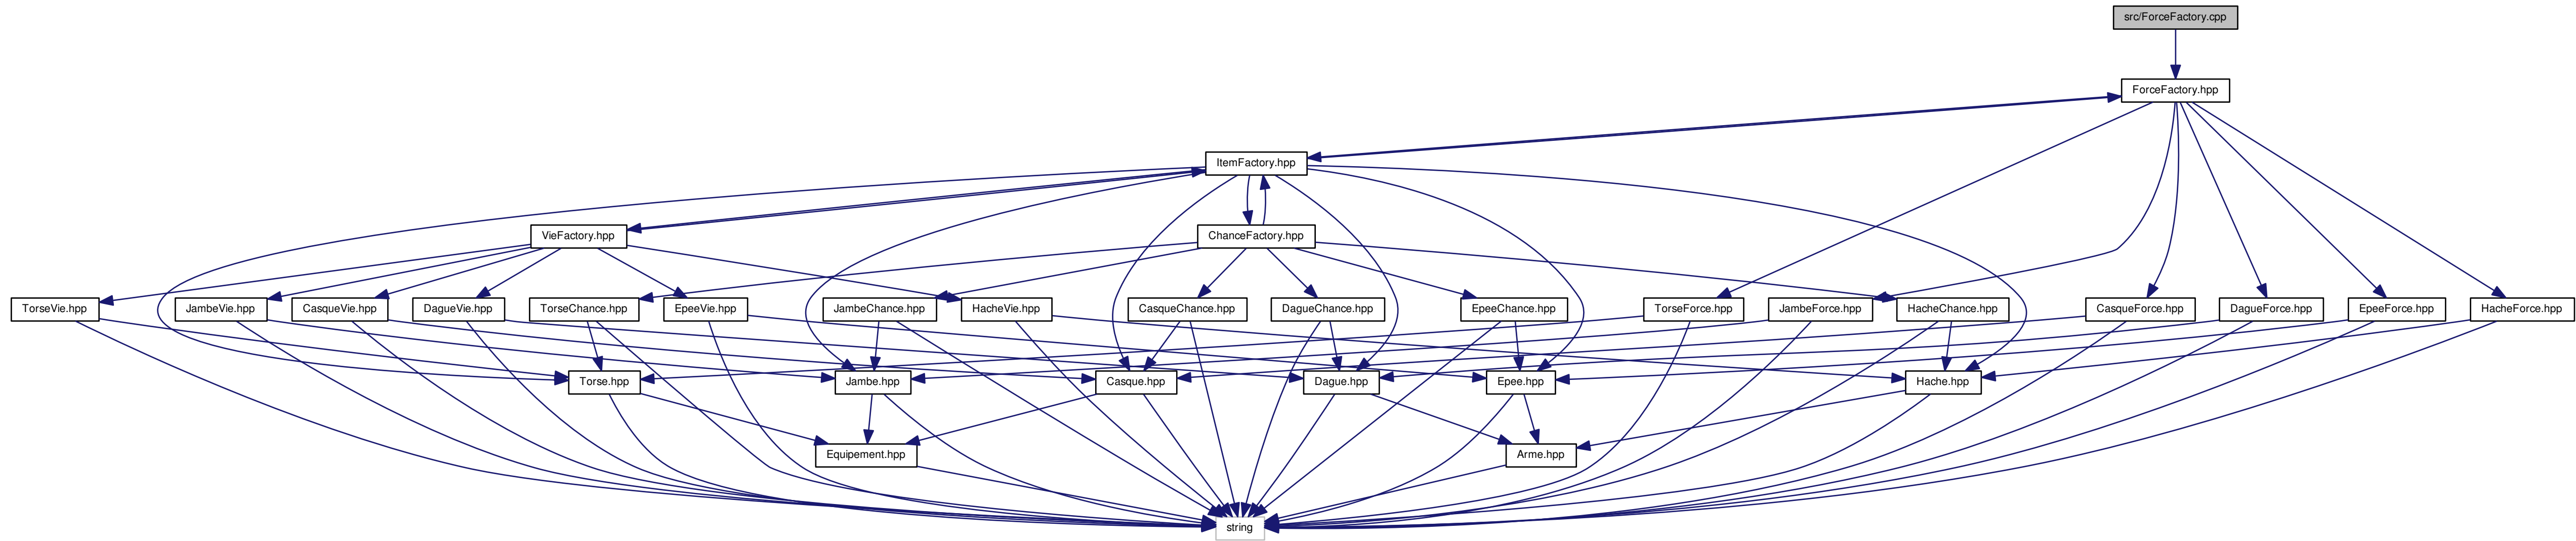 src/ForceFactory.cpp
ForceFactory.hpp
ItemFactory.hpp
VieFactory.hpp
ChanceFactory.hpp
TorseVie.hpp
JambeVie.hpp
CasqueVie.hpp
DagueVie.hpp
TorseChance.hpp
EpeeVie.hpp
JambeChance.hpp
HacheVie.hpp
CasqueChance.hpp
DagueChance.hpp
EpeeChance.hpp
TorseForce.hpp
JambeForce.hpp
HacheChance.hpp
CasqueForce.hpp
DagueForce.hpp
EpeeForce.hpp
HacheForce.hpp
Torse.hpp
Jambe.hpp
Casque.hpp
Dague.hpp
Epee.hpp
Hache.hpp
Equipement.hpp
Arme.hpp
string